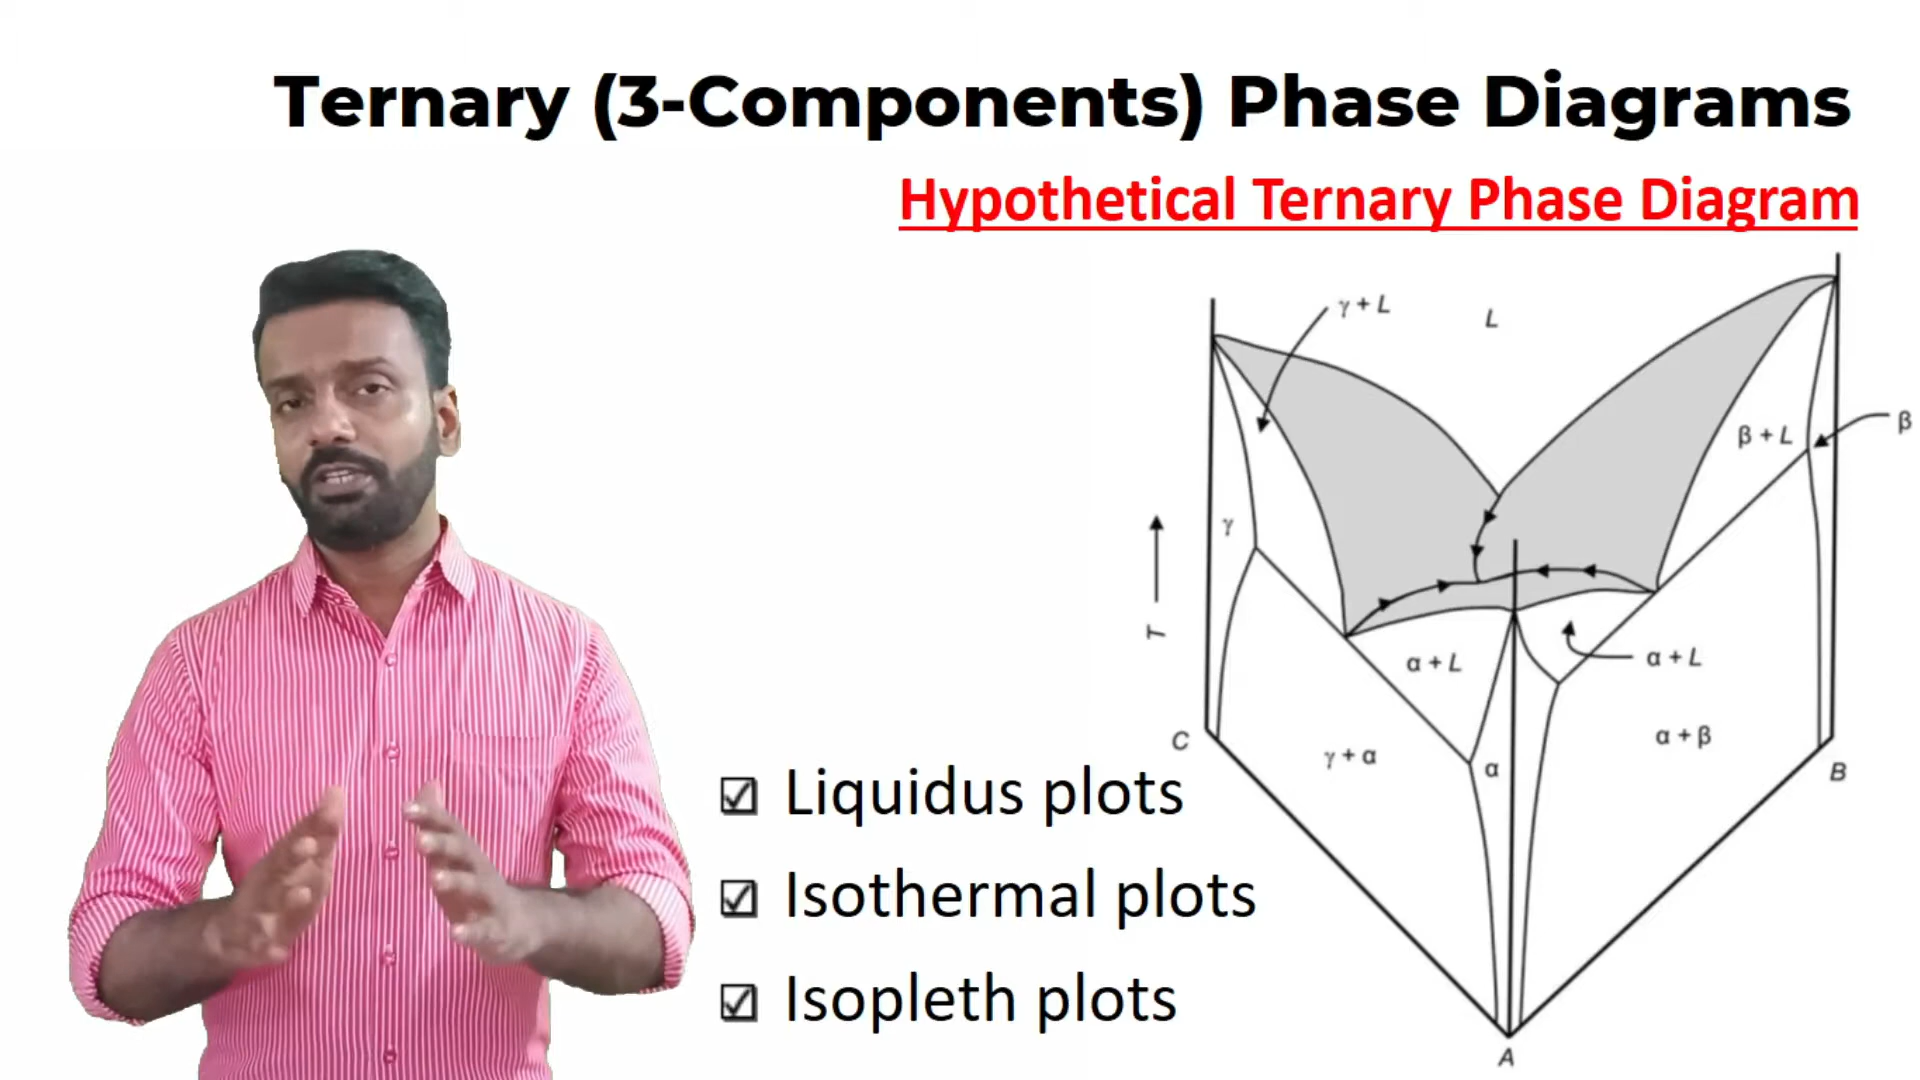 Ternary (3-Components) Phase Diagrams
Hypothetical Ternary Phase Diagram
γ + L
L
β + L
β
γ
T
α + L
α + L
C
γ + α
α
α + β
B
A
Liquidus plots
Isothermal plots
Isopleth plots